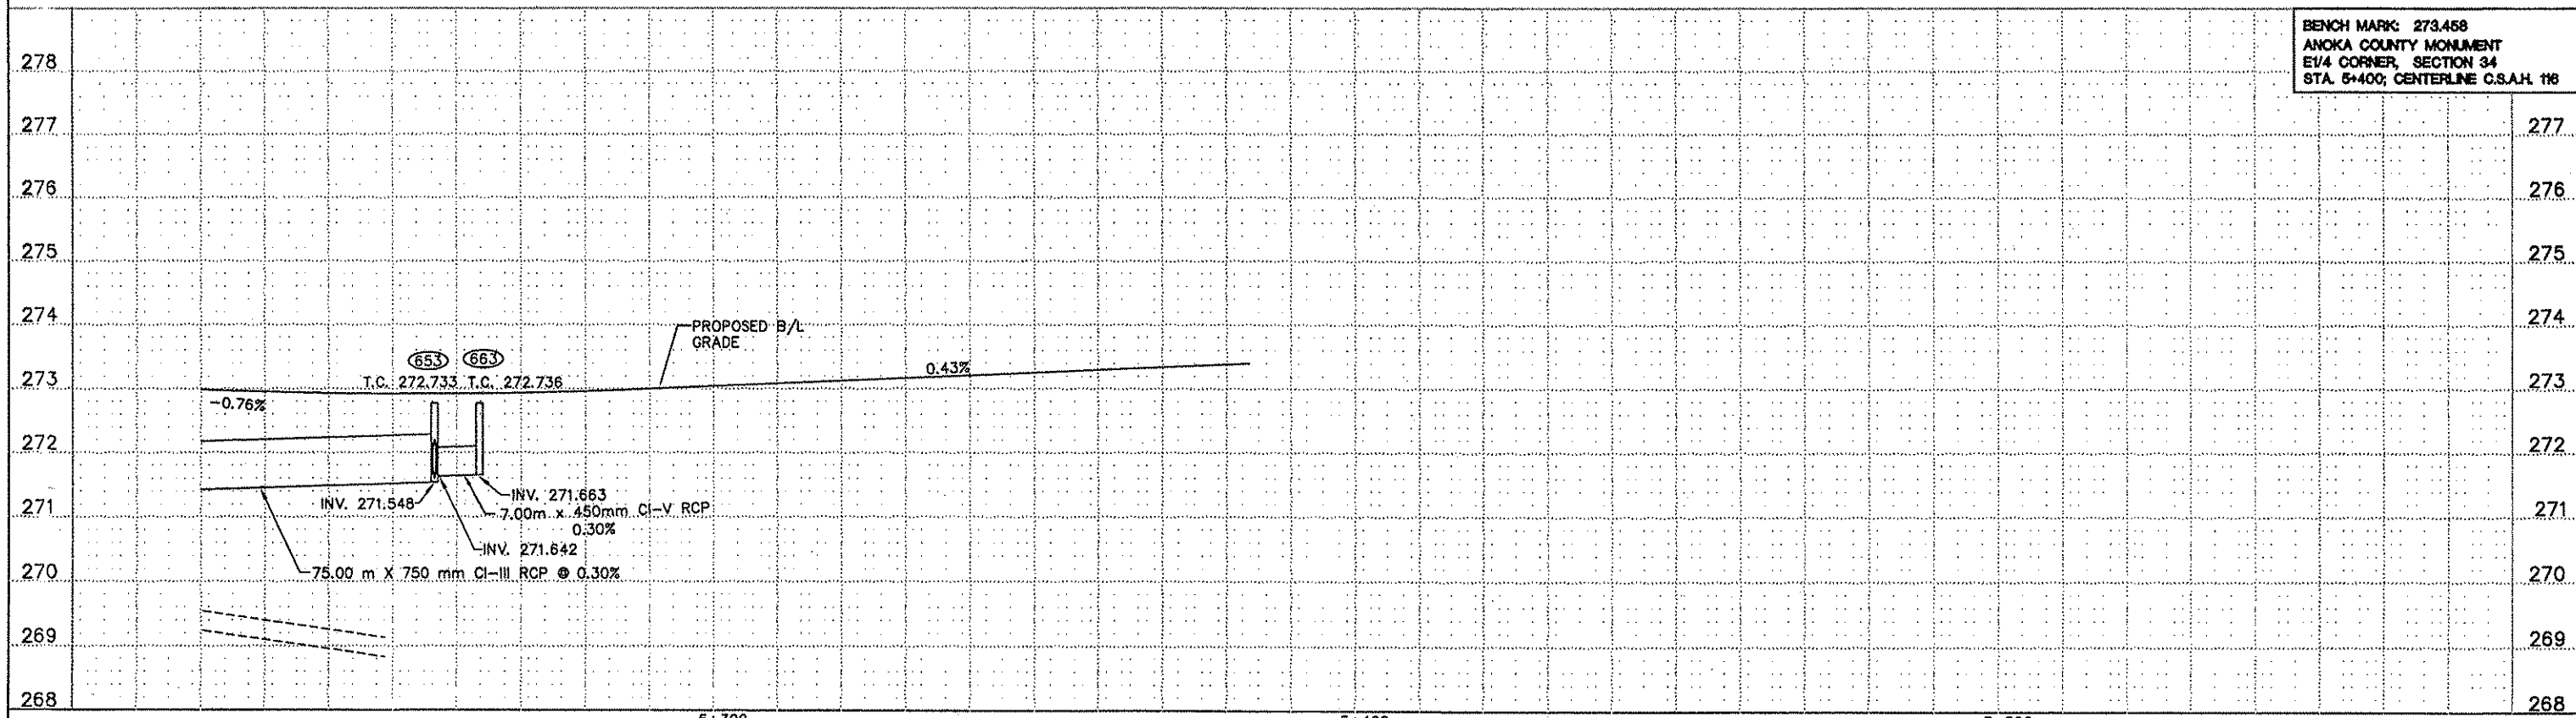 BENCH MARK: 273.458
ANOKA COUNTY MONUMENT
E1/4 CORNER, SECTION 34
STA. 5+400; CENTERLINE C.S.A.H. 116
278
277
277
276
276
275
275
274
274
PROPOSED B/L
GRADE
653
663
T.C. 272.733 T.C. 272.736
273
273
0.43%
-0.76%
272
272
INV. 271.548
INV. 271.663
7.00m x 450mm Cl-V RCP
0.30%
271
271
INV. 271.642
75.00 m X 750 mm Cl-III RCP @ 0.30%
270
270
269
269
268
268